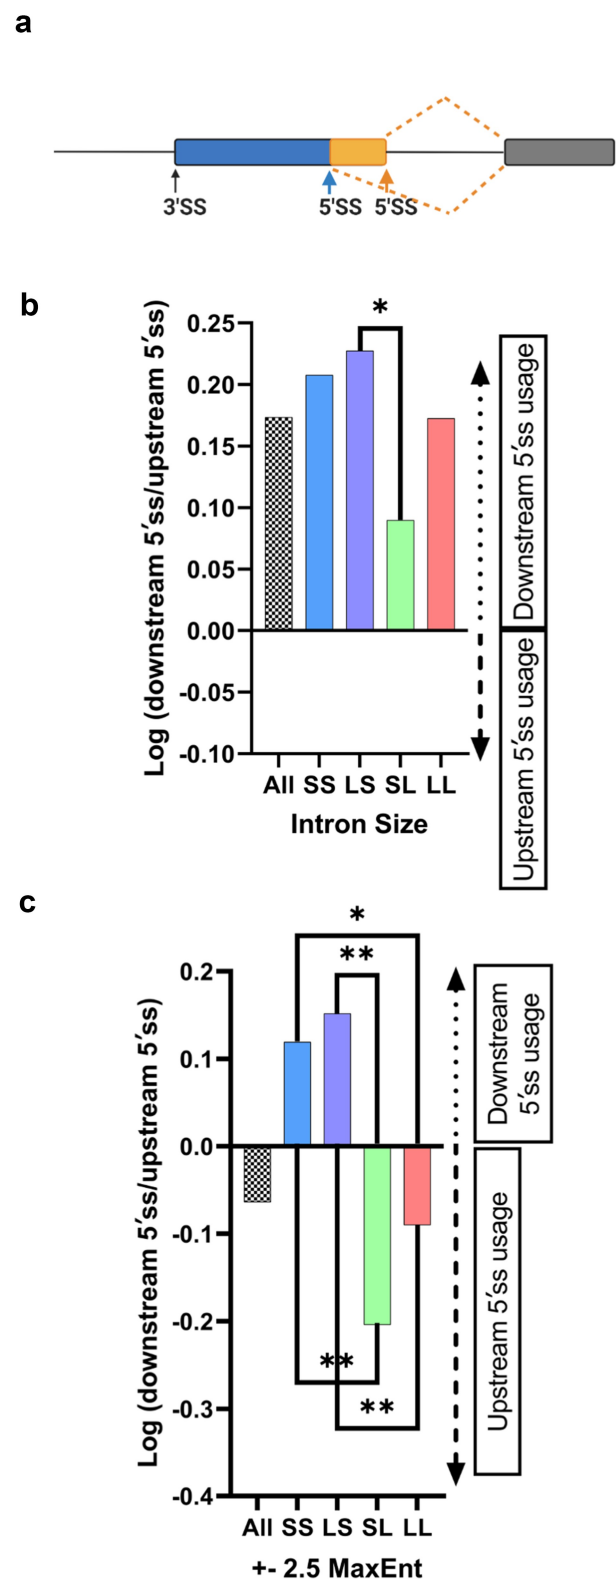 a
3'SS
5'SS
5'SS
b
Log (downstream 5′ss/upstream 5′ss)
*
0.25
0.20
0.15
0.10
0.05
0.00
-0.05
-0.10
All SS LS SL LL
Intron Size
Downstream 5′ss usage
Upstream 5′ss usage
c
Log (downstream 5′ss/upstream 5′ss)
*
**
0.2
0.1
0.0
-0.1
-0.2
-0.3
-0.4
**
**
All SS LS SL LL
+- 2.5 MaxEnt
Downstream
5′ss usage
Upstream 5′ss usage